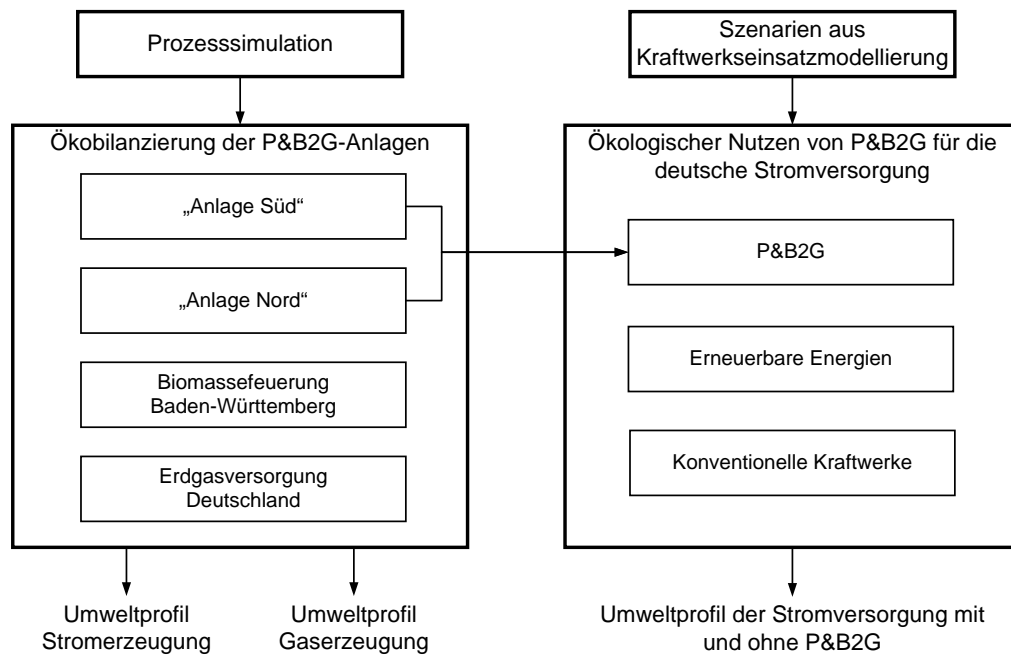 Prozesssimulation
Szenarien aus
Kraftwerkseinsatzmodellierung
Ökobilanzierung der P&B2G-Anlagen
„Anlage Süd“
„Anlage Nord“
Biomassefeuerung
Baden-Württemberg
Erdgasversorgung
Deutschland
Ökologischer Nutzen von P&B2G für die
deutsche Stromversorgung
P&B2G
Erneuerbare Energien
Konventionelle Kraftwerke
Umweltprofil
Stromerzeugung
Umweltprofil
Gaserzeugung
Umweltprofil der Stromversorgung mit
und ohne P&B2G